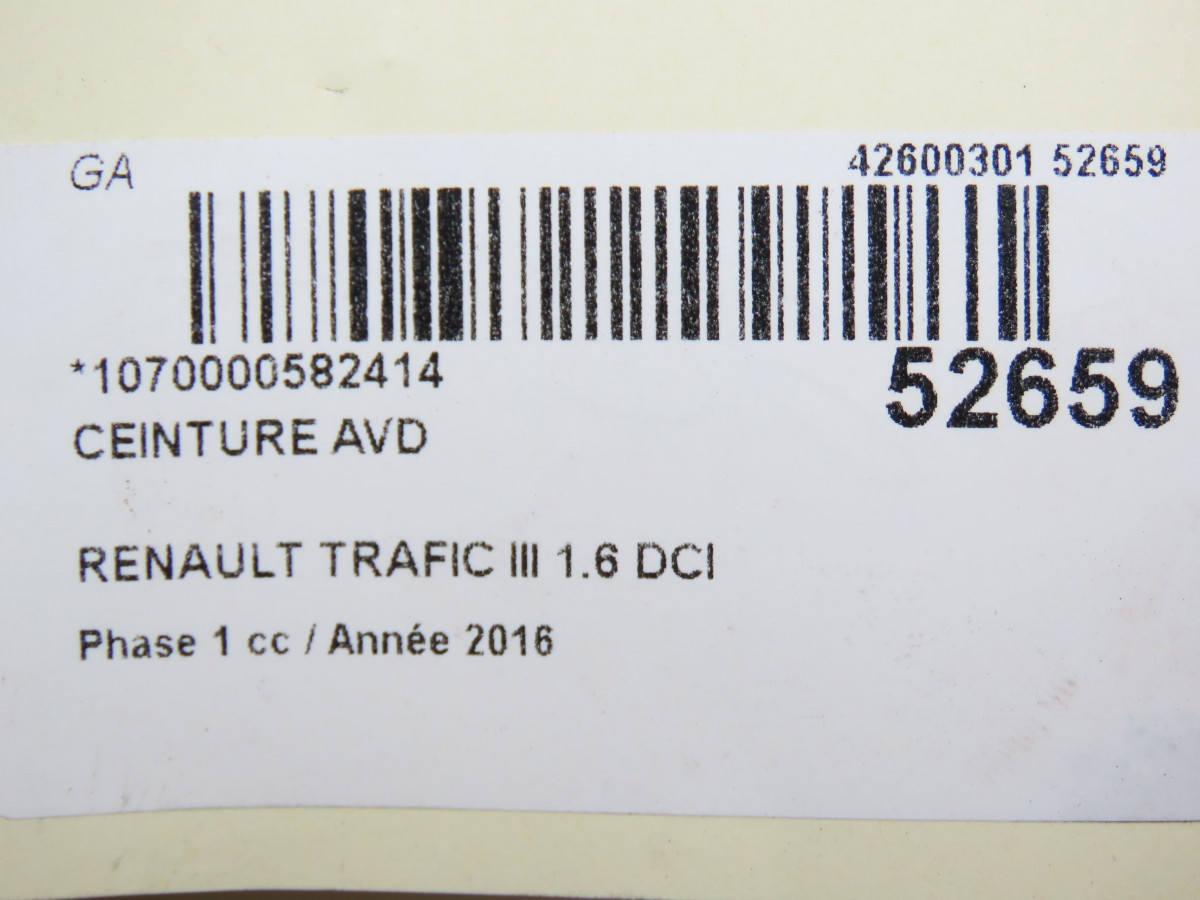 GA
42600301 52659
*1070000582414
52659
CEINTURE AVD
RENAULT TRAFIC III 1.6 DCI
Phase 1 cc / Année 2016